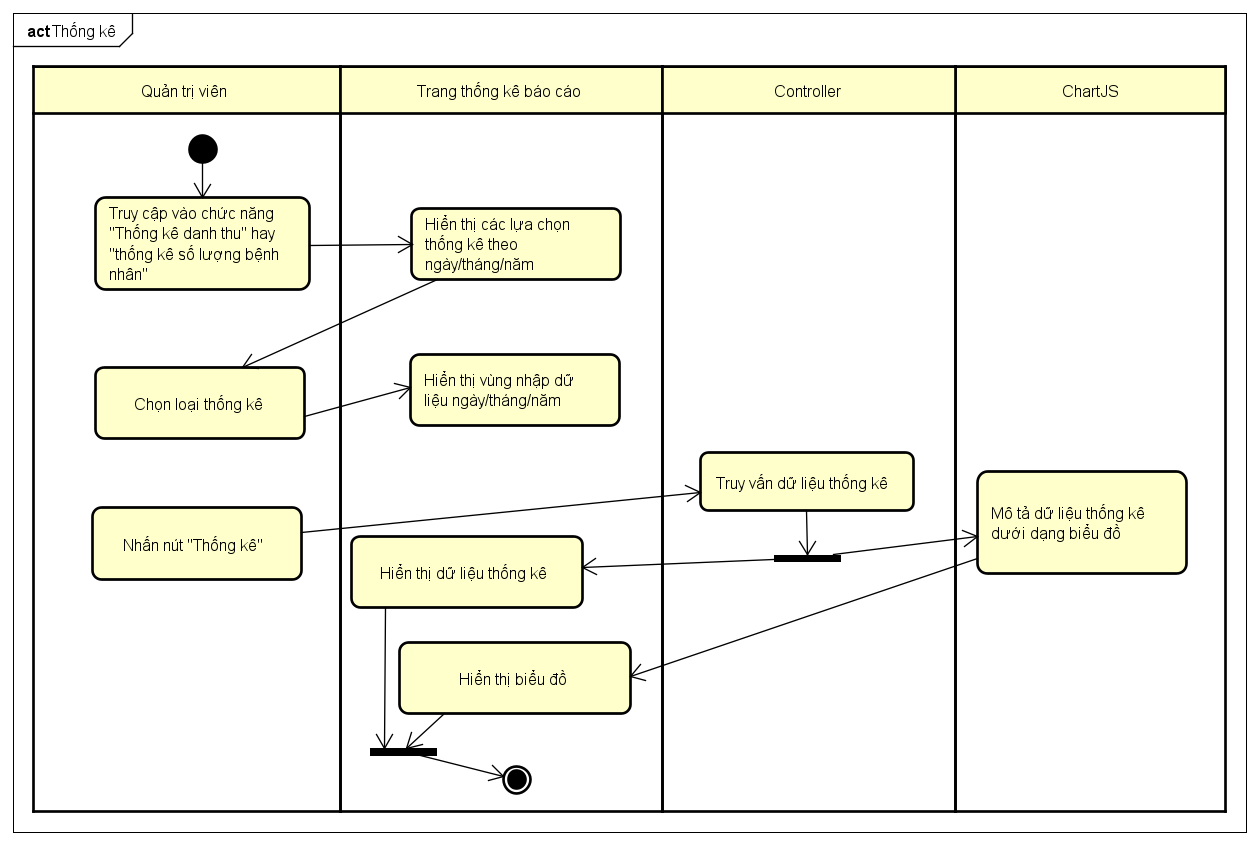 act Thống kê
Quản trị viên
Trang thống kê báo cáo
Controller
ChartJS
Truy cập vào chức năng
"Thống kê danh thu" hay
"thống kê số lượng bệnh
nhân"
Hiển thị các lựa chọn
thống kê theo
ngày/tháng/năm
Chọn loại thống kê
Hiển thị vùng nhập dữ
liệu ngày/tháng/năm
Nhấn nút "Thống kê"
Truy vấn dữ liệu thống kê
Mô tả dữ liệu thống kê
dưới dạng biểu đồ
Hiển thị dữ liệu thống kê
Hiển thị biểu đồ